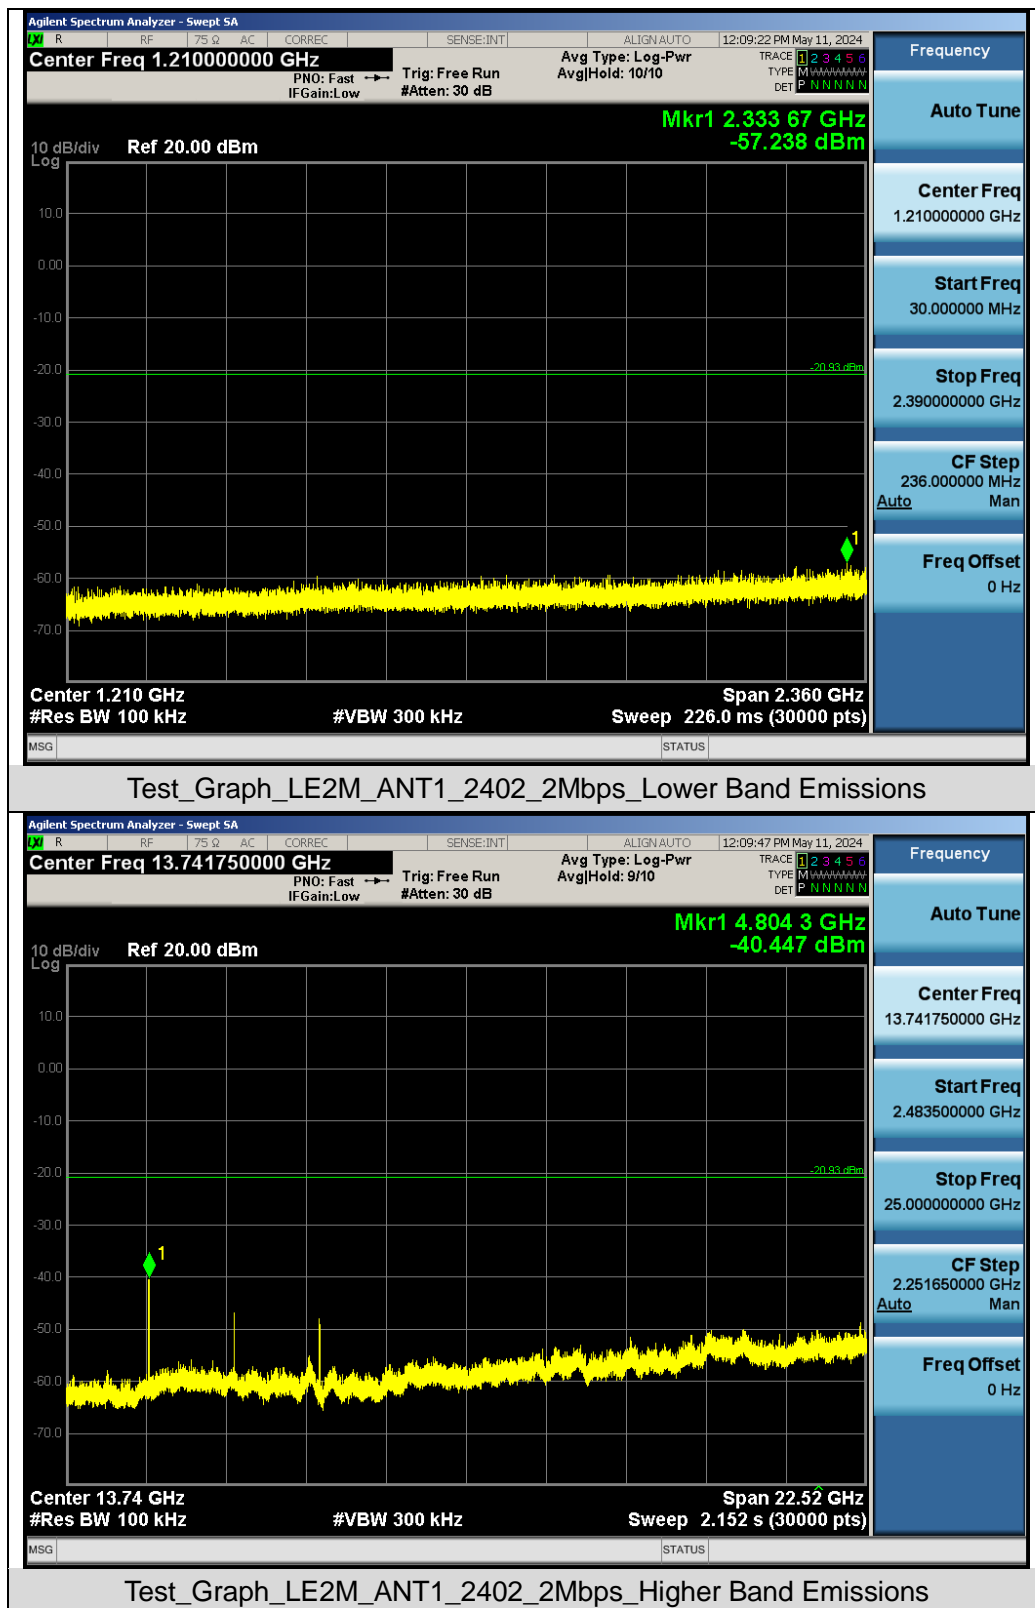 Agilent Spectrum Analyzer - Swept SA
LXI R RF 75 Ω AC CORREC SENSE:INT ALIGN AUTO 12:09:22 PM May 11, 2024
Center Freq 1.210000000 GHz
PNO: Fast
IFGain:Low
Trig: Free Run
#Atten: 30 dB
Avg Type: Log-Pwr
Avg|Hold: 10/10
TRACE 1 2 3 4 5 6
TYPE M WWWWW
DET P N N N N N
Mkr1 2.333 67 GHz
-57.238 dBm
10 dB/div Ref 20.00 dBm
Log
10.0
0.00
-10.0
-20.0
-20.93 dBm
-30.0
-40.0
-50.0
1
-60.0
-70.0
Center 1.210 GHz Span 2.360 GHz
#Res BW 100 kHz #VBW 300 kHz Sweep 226.0 ms (30000 pts)
MSG STATUS
Frequency
Auto Tune
Center Freq
1.210000000 GHz
Start Freq
30.000000 MHz
Stop Freq
2.390000000 GHz
CF Step
236.000000 MHz
Auto Man
Freq Offset
0 Hz
Test_Graph_LE2M_ANT1_2402_2Mbps_Lower Band Emissions
Agilent Spectrum Analyzer - Swept SA
LXI R RF 75 Ω AC CORREC SENSE:INT ALIGN AUTO 12:09:47 PM May 11, 2024
Center Freq 13.741750000 GHz
PNO: Fast
IFGain:Low
Trig: Free Run
#Atten: 30 dB
Avg Type: Log-Pwr
Avg|Hold: 9/10
TRACE 1 2 3 4 5 6
TYPE M WWWWW
DET P N N N N N
Mkr1 4.804 3 GHz
-40.447 dBm
10 dB/div Ref 20.00 dBm
Log
10.0
0.00
-10.0
-20.0
-20.93 dBm
-30.0
1
-40.0
-50.0
-60.0
-70.0
Center 13.74 GHz Span 22.52 GHz
#Res BW 100 kHz #VBW 300 kHz Sweep 2.152 s (30000 pts)
MSG STATUS
Frequency
Auto Tune
Center Freq
13.741750000 GHz
Start Freq
2.483500000 GHz
Stop Freq
25.000000000 GHz
CF Step
2.251650000 GHz
Auto Man
Freq Offset
0 Hz
Test_Graph_LE2M_ANT1_2402_2Mbps_Higher Band Emissions